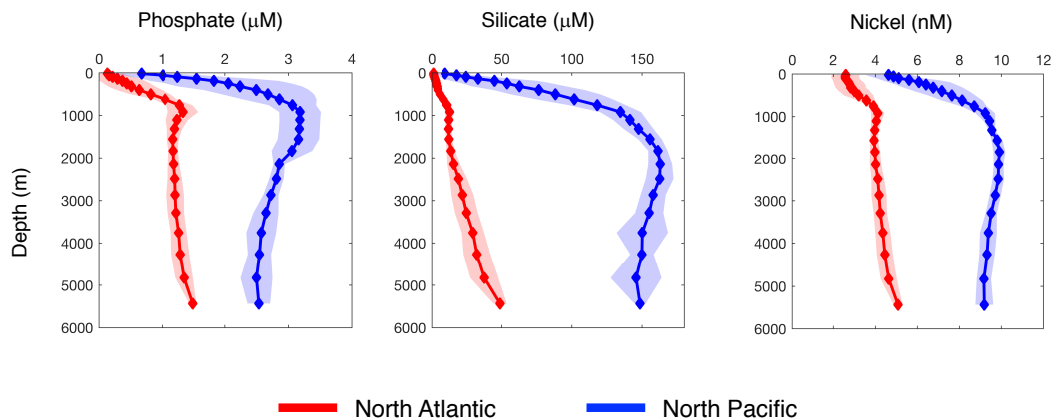 Phosphate (μM)
0 1 2 3 4
0
1000
2000
3000
4000
5000
6000
Depth (m)
Silicate (μM)
0 50 100 150
0
1000
2000
3000
4000
5000
6000
Nickel (nM)
0 2 4 6 8 10 12
0
1000
2000
3000
4000
5000
6000
North Atlantic
North Pacific